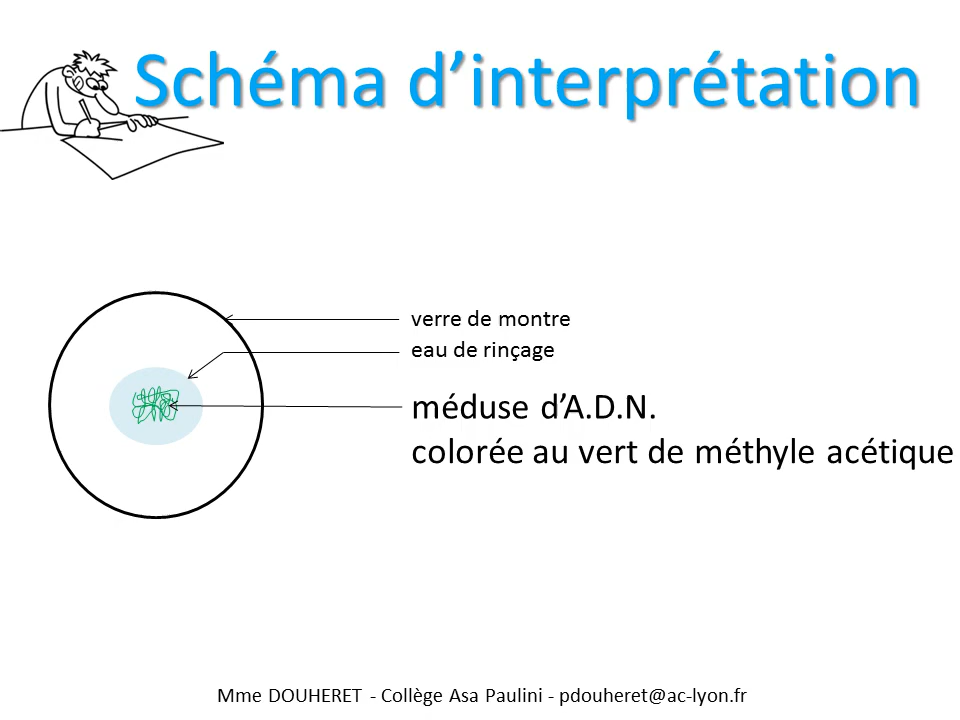 Schéma d’interprétation
verre de montre
eau de rinçage
méduse d’A.D.N.
colorée au vert de méthyle acétique
Mme DOUHERET - Collège Asa Paulini - pdouheret@ac-lyon.fr